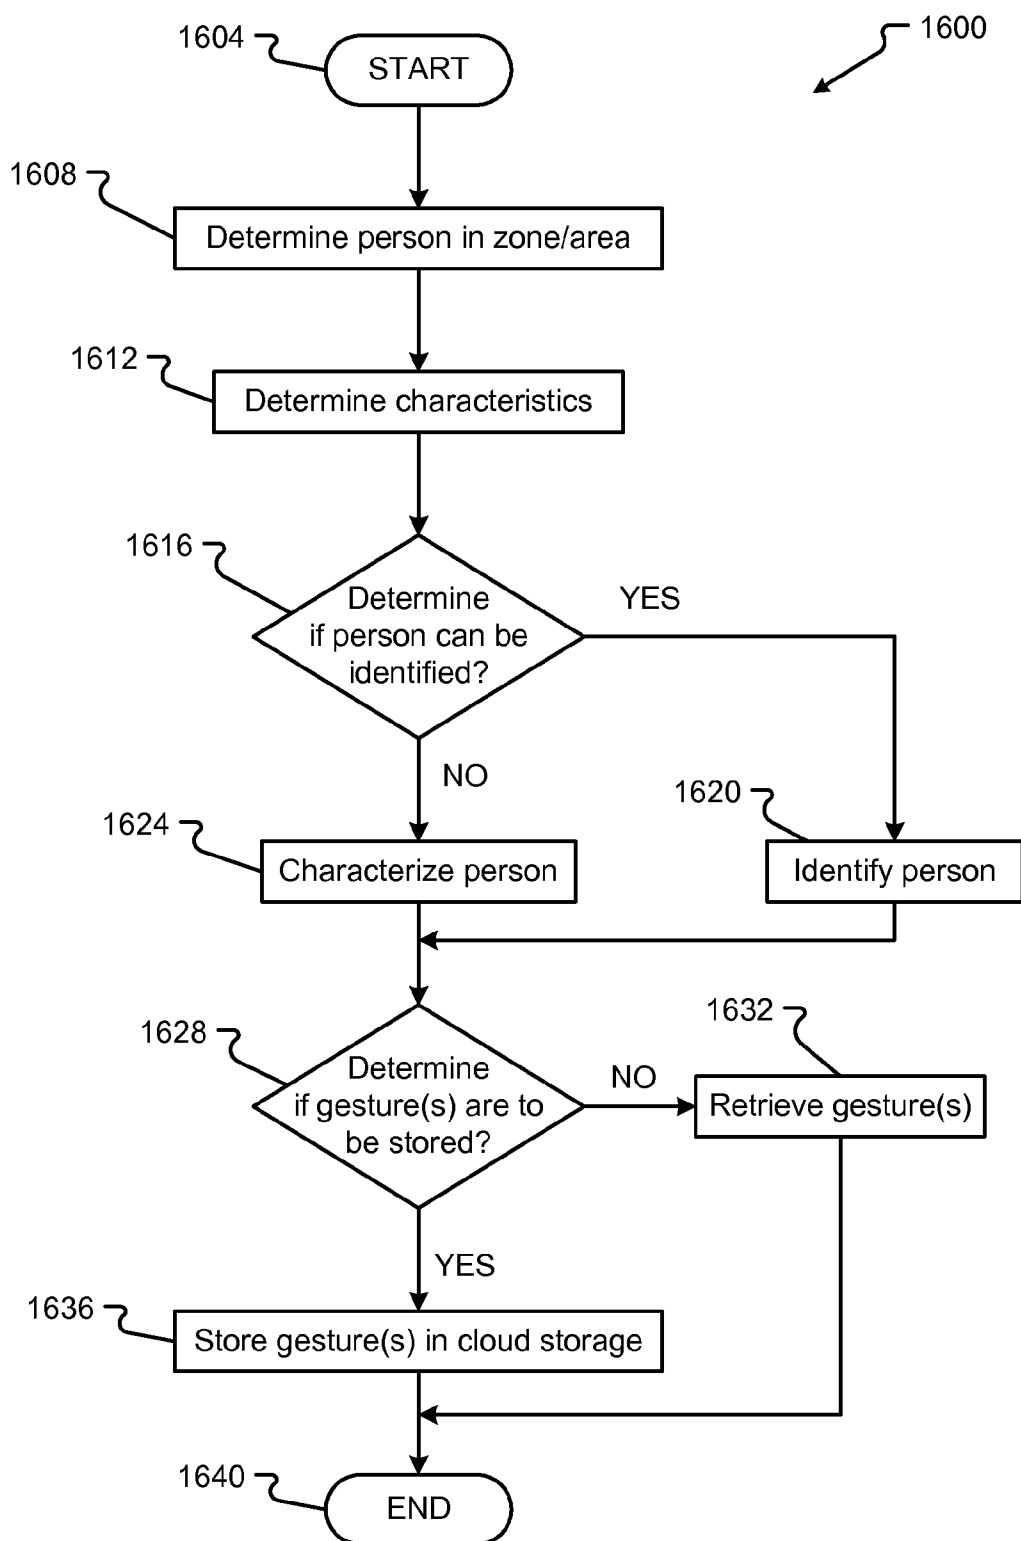 1600
1604
START
1608
Determine person in zone/area
1612
Determine characteristics
1616
Determine
if person can be
identified?
YES
NO
1620
1624
Characterize person
Identify person
1628
1632
Determine
if gesture(s) are to
be stored?
NO
Retrieve gesture(s)
YES
1636
Store gesture(s) in cloud storage
1640
END